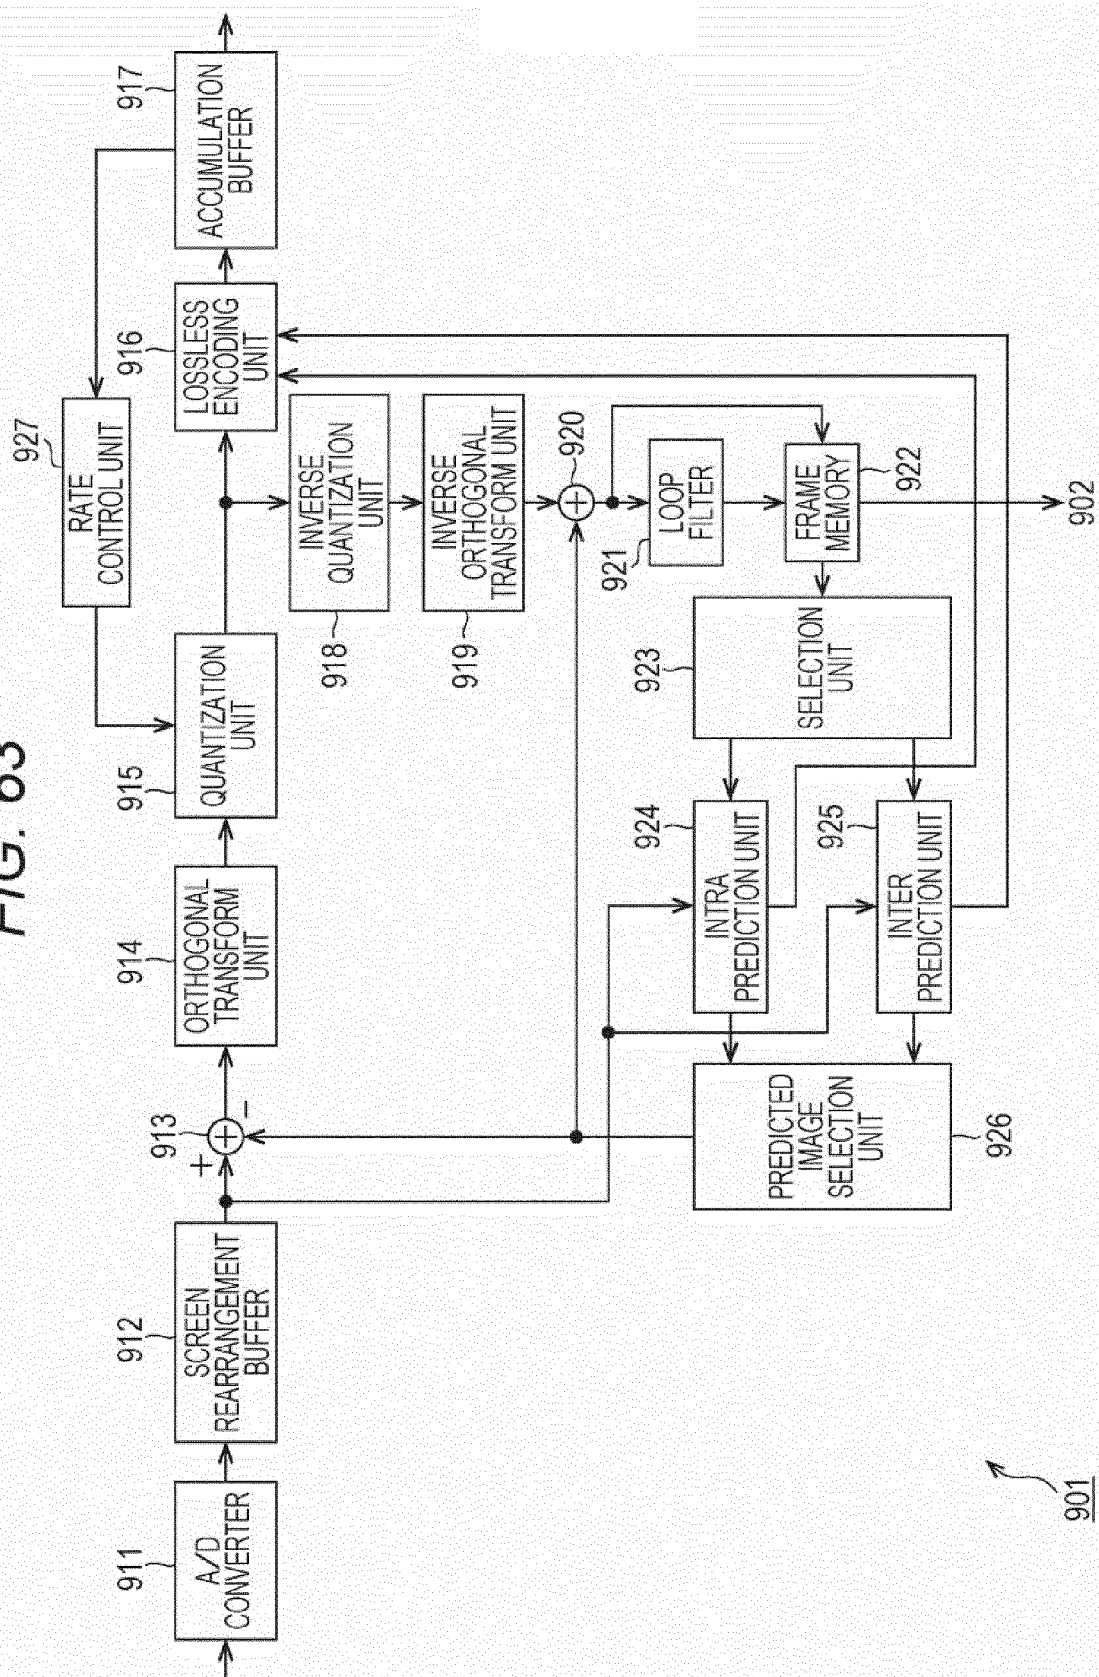 FIG. 63
901
911
A/D
CONVERTER
912
SCREEN
REARRANGEMENT
BUFFER
913
+
−
914
ORTHOGONAL
TRANSFORM
UNIT
915
QUANTIZATION
UNIT
927
RATE
CONTROL UNIT
916
LOSSLESS
ENCODING
UNIT
917
ACCUMULATION
BUFFER
918
INVERSE
QUANTIZATION
UNIT
919
INVERSE
ORTHOGONAL
TRANSFORM UNIT
920
921
LOOP
FILTER
FRAME
MEMORY
922
902
923
SELECTION
UNIT
924
INTRA
PREDICTION UNIT
925
INTER
PREDICTION UNIT
PREDICTED
IMAGE
SELECTION
UNIT
926